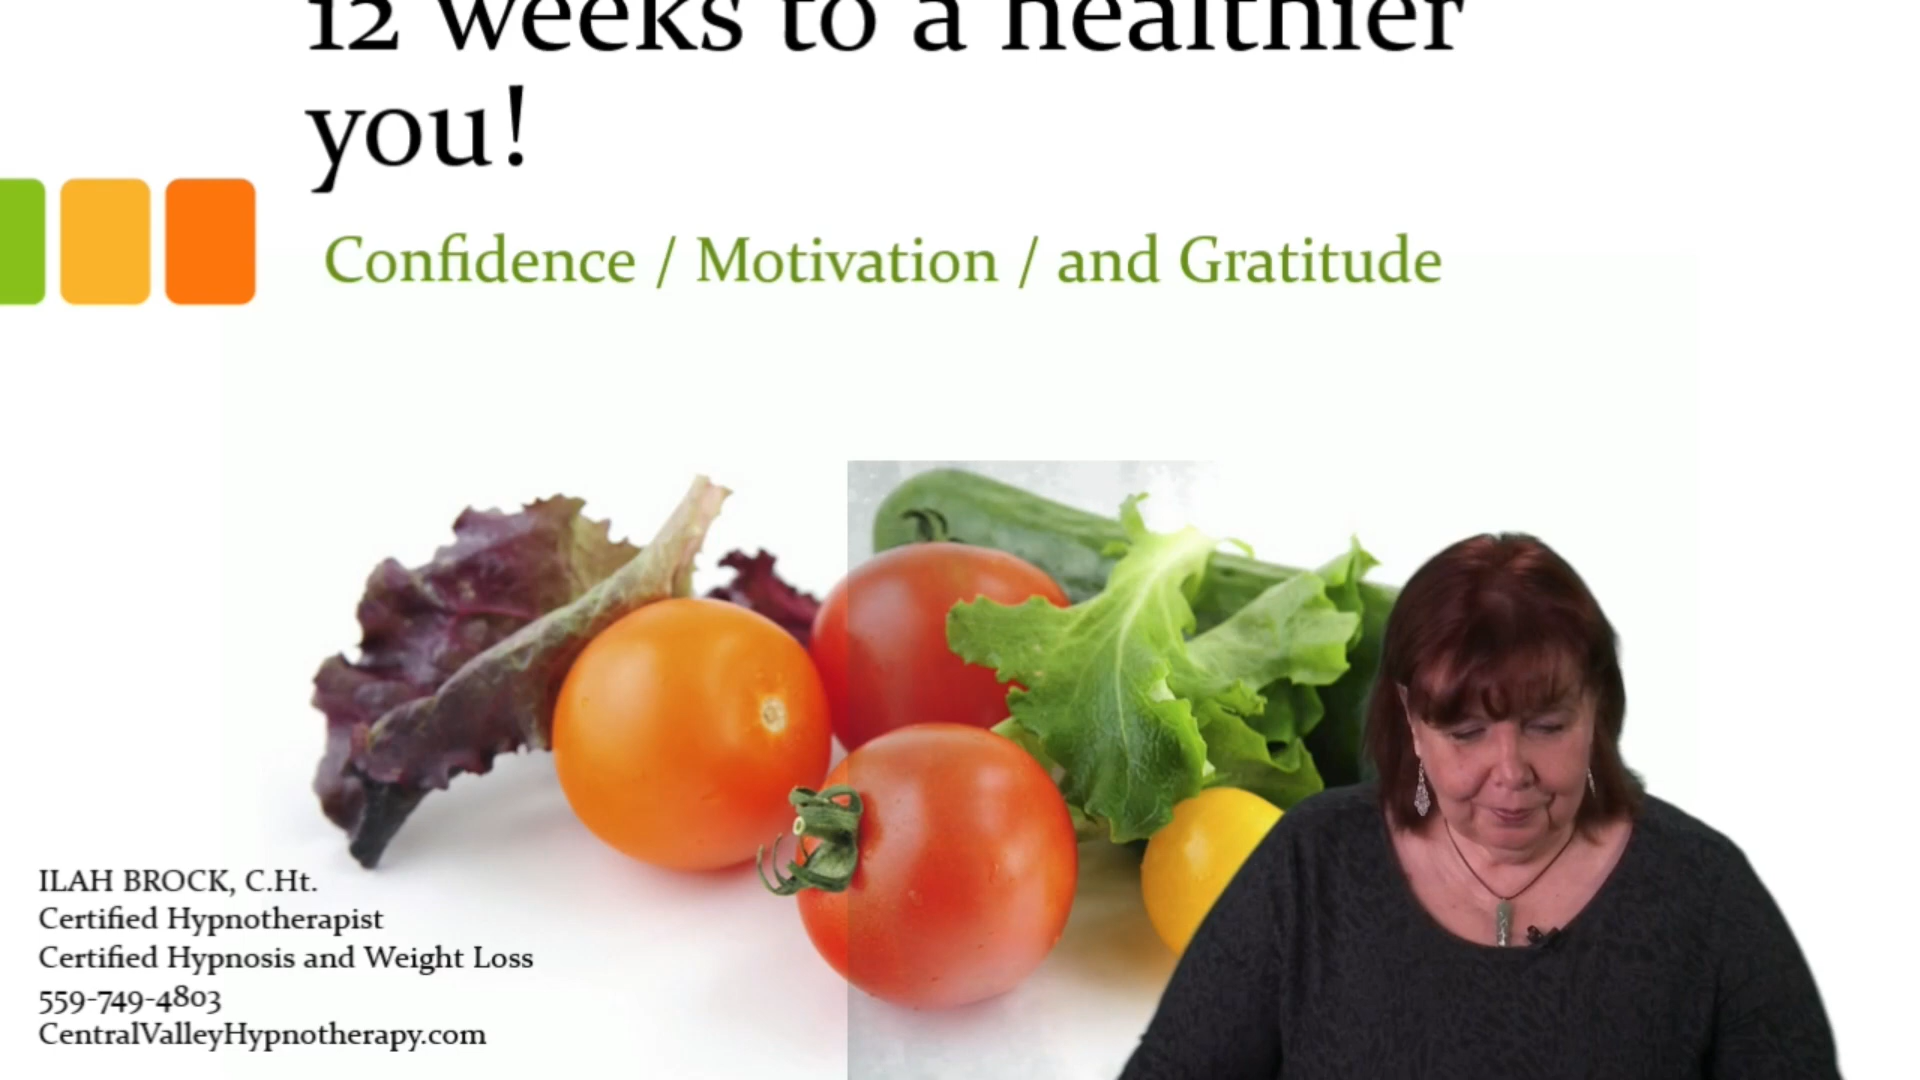 12 weeks to a healthier
you!
Confidence / Motivation / and Gratitude
ILAH BROCK, C.Ht.
Certified Hypnotherapist
Certified Hypnosis and Weight Loss
559-749-4803
CentralValleyHypnotherapy.com